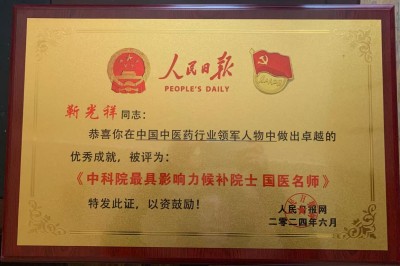 人民日报
PEOPLE'S DAILY
靳光祥同志：
恭喜你在中国中医药行业领军人物中做出卓越的
优秀成就，被评为：
《中科院最具影响力候补院士 国医名师》
特发此证，以资鼓励！
人民日报网
二零二四年六月